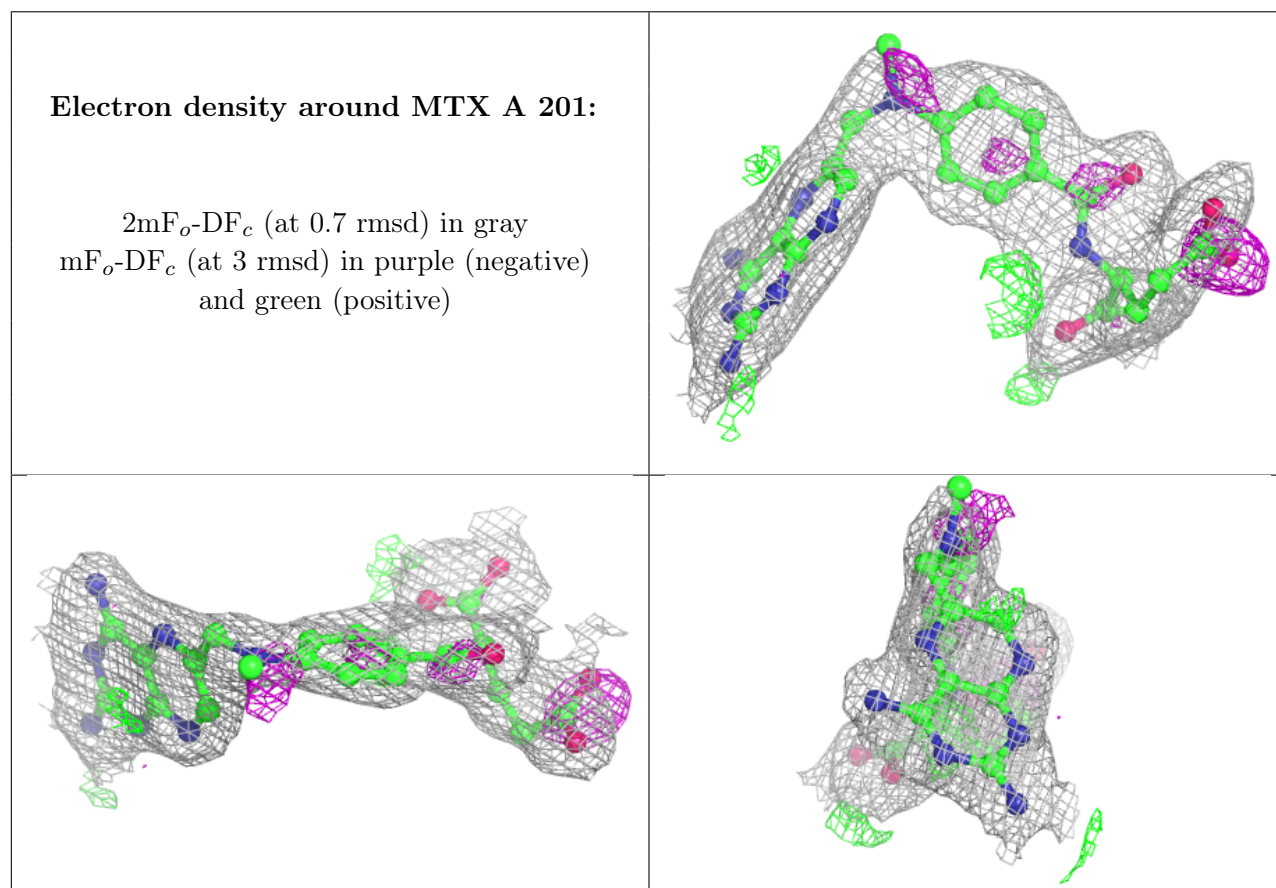 Electron density around MTX A 201:
2mFo-DFc (at 0.7 rmsd) in gray
mFo-DFc (at 3 rmsd) in purple (negative)
and green (positive)